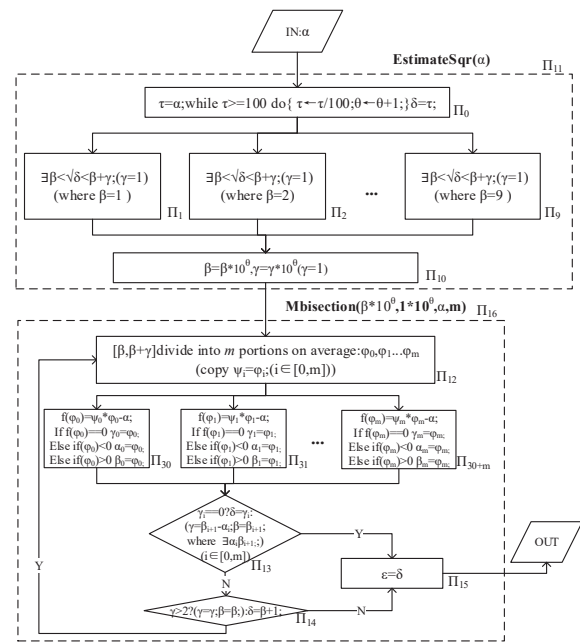 IN:α
EstimateSqr(α)
Π11
τ=α;while τ>=100 do{ τ←τ/100;θ←θ+1;}δ=τ;
Π0
∃β<√δ<β+γ;(γ=1)
(where β=1 )
Π1
∃β<√δ<β+γ;(γ=1)
(where β=2)
Π2
...
∃β<√δ<β+γ;(γ=1)
(where β=9 )
Π9
β=β*10^θ,γ=γ*10^θ(γ=1)
Π10
Mbisection(β*10^θ,1*10^θ,α,m)
Π16
[β,β+γ]divide into m portions on average:φ0,φ1...φm
(copy ψi=φi;(i∈[0,m]))
Π12
f(φ0)=ψ0*φ0-α;
If f(φ0)==0 γ0=φ0;
Else if(φ0)<0 α0=φ0;
Else if(φ0)>0 β0=φ0;
Π30
f(φ1)=ψ1*φ1-α;
If f(φ1)==0 γ1=φ1;
Else if(φ1)<0 α1=φ1;
Else if(φ1)>0 β1=φ1;
Π31
...
f(φm)=ψm*φm-α;
If f(φm)==0 γm=φm;
Else if(φm)<0 αm=φm;
Else if(φm)>0 βm=φm;
Π30+m
γi==0?δ=γi:
(γ=βi+1-αi;β=βi+1;
where ∃αiβi+1;)
(i∈[0,m])
Π13
Y
Y
N
ε=δ
Π15
OUT
γ>2?(γ=γ;β=β;):δ=β+1;
Π14
N